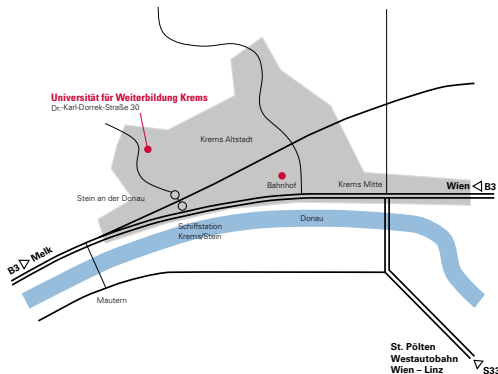 Universität für Weiterbildung Krems
Dr.-Karl-Dorrek-Straße 30
Krems Altstadt
Bahnhof
Krems Mitte
Wien
B3
Stein an der Donau
Schiffstation
Krems/Stein
Donau
B3
Melk
Mautern
St. Pölten
Westautobahn
Wien – Linz
S33